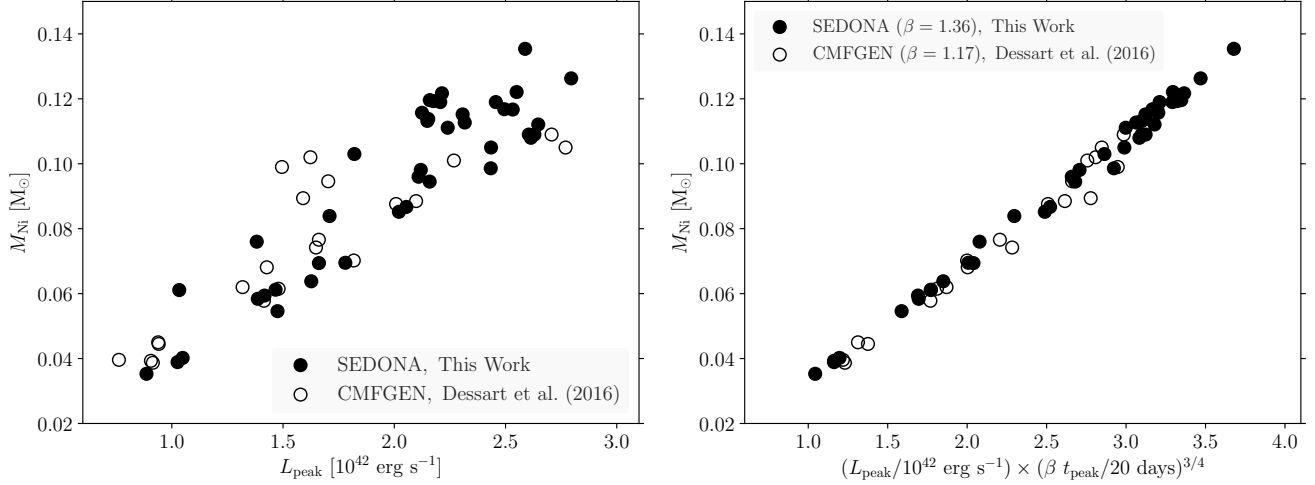 0.14
0.12
0.10
0.08
0.06
0.04
0.02
M_Ni [M_⊙]
1.0 1.5 2.0 2.5 3.0
L_peak [10^42 erg s^−1]
SEDONA, This Work
CMFGEN, Dessart et al. (2016)
0.14
0.12
0.10
0.08
0.06
0.04
0.02
M_Ni [M_⊙]
1.0 1.5 2.0 2.5 3.0 3.5 4.0
(L_peak/10^42 erg s^−1) × (β t_peak/20 days)^3/4
SEDONA (β = 1.36), This Work
CMFGEN (β = 1.17), Dessart et al. (2016)